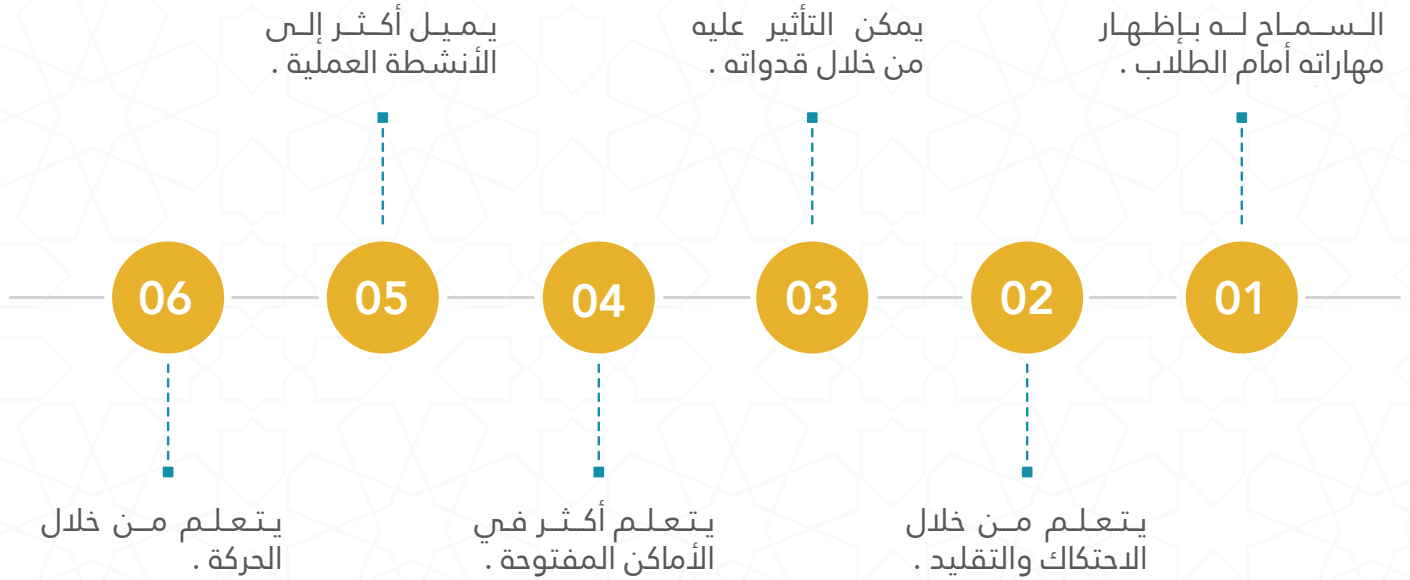 01
السماح له بإظهار
مهاراته أمام الطلاب .
02
يتعلم من خلال
الاحتكاك والتقليد .
03
يمكن التأثير عليه
من خلال قدواته .
04
يتعلم أكثر في
الأماكن المفتوحة .
05
يميل أكثر إلى
الأنشطة العملية .
06
يتعلم من خلال
الحركة .